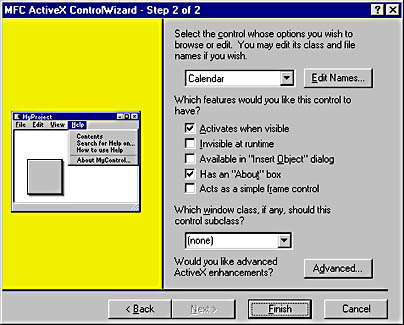 MFC ActiveX ControlWizard - Step 2 of 2
MyProject
File Edit View Help
Contents
Search for Help on...
How to use Help
About MyControl...
Select the control whose options you wish to
browse or edit. You may edit its class and file
names if you wish.
Calendar
Edit Names...
Which features would you like this control to
have?
Activates when visible
Invisible at runtime
Available in "Insert Object" dialog
Has an "About" box
Acts as a simple frame control
Which window class, if any, should this
control subclass?
(none)
Would you like advanced
ActiveX enhancements?
Advanced...
< Back
Next >
Finish
Cancel